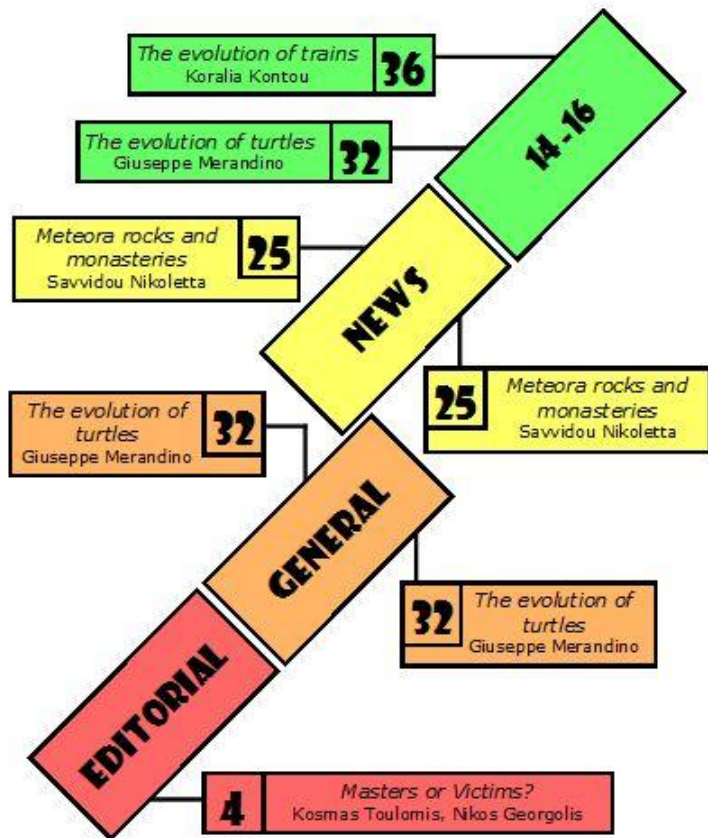 The evolution of trains
Koralia Kontou
36
14-16
The evolution of turtles
Giuseppe Merandino
32
Meteora rocks and
monasteries
Savvidou Nikoletta
25
NEWS
25
Meteora rocks and
monasteries
Savvidou Nikoletta
The evolution of
turtles
Giuseppe Merandino
32
GENERAL
32
The evolution of
turtles
Giuseppe Merandino
EDITORIAL
4
Masters or Victims?
Kosmas Toulomis, Nikos Georgolis